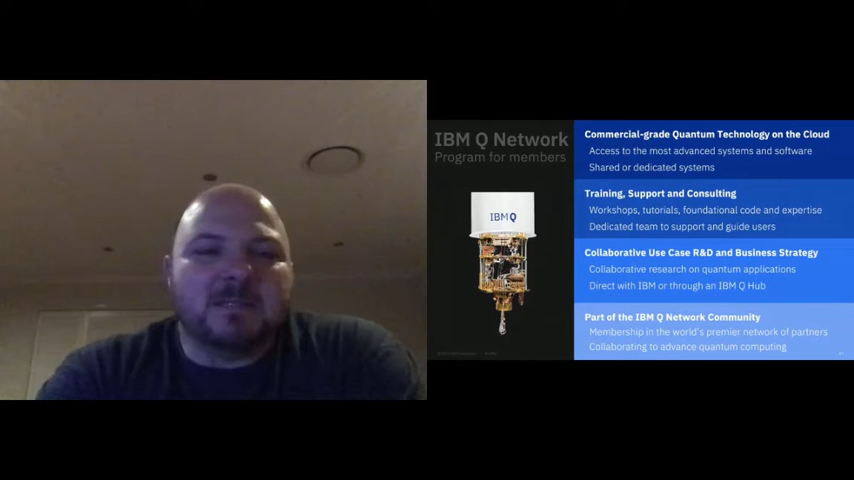 IBM Q Network
Program for members
IBMQ
Commercial-grade Quantum Technology on the Cloud
Access to the most advanced systems and software
Shared or dedicated systems
Training, Support and Consulting
Workshops, tutorials, foundational code and expertise
Dedicated team to support and guide users
Collaborative Use Case R&D and Business Strategy
Collaborative research on quantum applications
Direct with IBM or through an IBM Q Hub
Part of the IBM Q Network Community
Membership in the world's premier network of partners
Collaborating to advance quantum computing